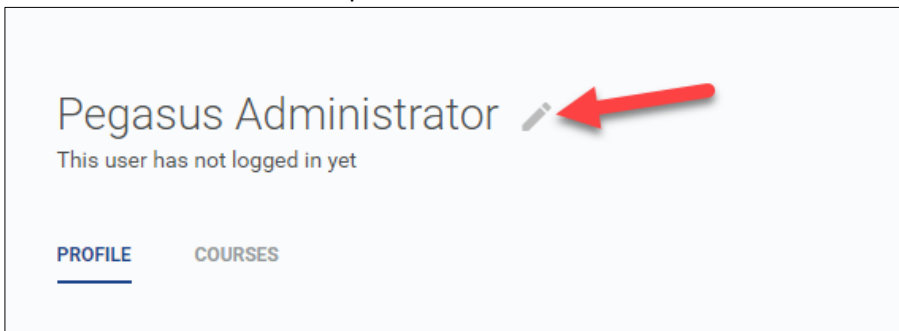 Pegasus Administrator
This user has not logged in yet
PROFILE COURSES